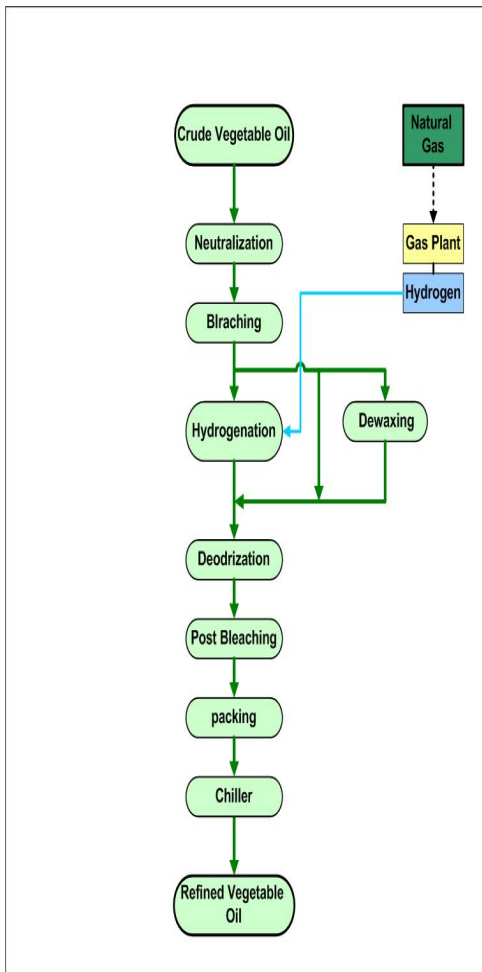 Crude Vegetable Oil
Natural
Gas
Neutralization
Gas Plant
Hydrogen
Blraching
Hydrogenation
Dewaxing
Deodrization
Post Bleaching
packing
Chiller
Refined Vegetable
Oil